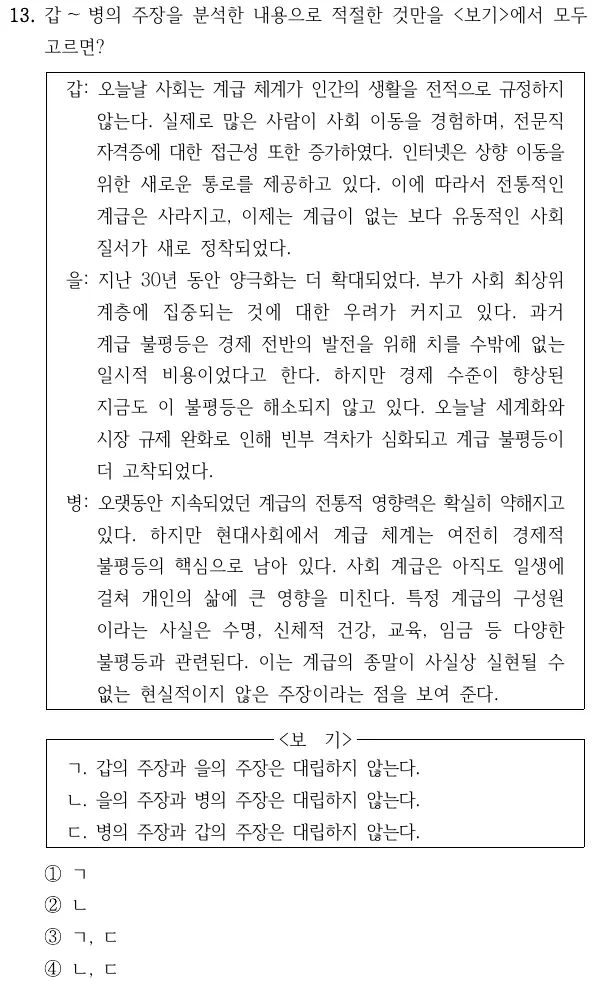 13. 갑 ~ 병의 주장을 분석한 내용으로 적절한 것만을 <보기>에서 모두
고르면?
갑: 오늘날 사회는 계급 체계가 인간의 생활을 전적으로 규정하지
않는다. 실제로 많은 사람이 사회 이동을 경험하며, 전문직
자격증에 대한 접근성 또한 증가하였다. 인터넷은 상향 이동을
위한 새로운 통로를 제공하고 있다. 이에 따라서 전통적인
계급은 사라지고, 이제는 계급이 없는 보다 유동적인 사회
질서가 새로 정착되었다.
을: 지난 30년 동안 양극화는 더 확대되었다. 부가 사회 최상위
계층에 집중되는 것에 대한 우려가 커지고 있다. 과거
계급 불평등은 경제 전반의 발전을 위해 치를 수밖에 없는
일시적 비용이었다고 한다. 하지만 경제 수준이 향상된
지금도 이 불평등은 해소되지 않고 있다. 오늘날 세계화와
시장 규제 완화로 인해 빈부 격차가 심화되고 계급 불평등이
더 고착되었다.
병: 오랫동안 지속되었던 계급의 전통적 영향력은 확실히 약해지고
있다. 하지만 현대사회에서 계급 체계는 여전히 경제적
불평등의 핵심으로 남아 있다. 사회 계급은 아직도 일생에
걸쳐 개인의 삶에 큰 영향을 미친다. 특정 계급의 구성원
이라는 사실은 수명, 신체적 건강, 교육, 임금 등 다양한
불평등과 관련된다. 이는 계급의 종말이 사실상 실현될 수
없는 현실적이지 않은 주장이라는 점을 보여 준다.
<보 기>
ㄱ. 갑의 주장과 을의 주장은 대립하지 않는다.
ㄴ. 을의 주장과 병의 주장은 대립하지 않는다.
ㄷ. 병의 주장과 갑의 주장은 대립하지 않는다.
① ㄱ
② ㄴ
③ ㄱ, ㄷ
④ ㄴ, ㄷ